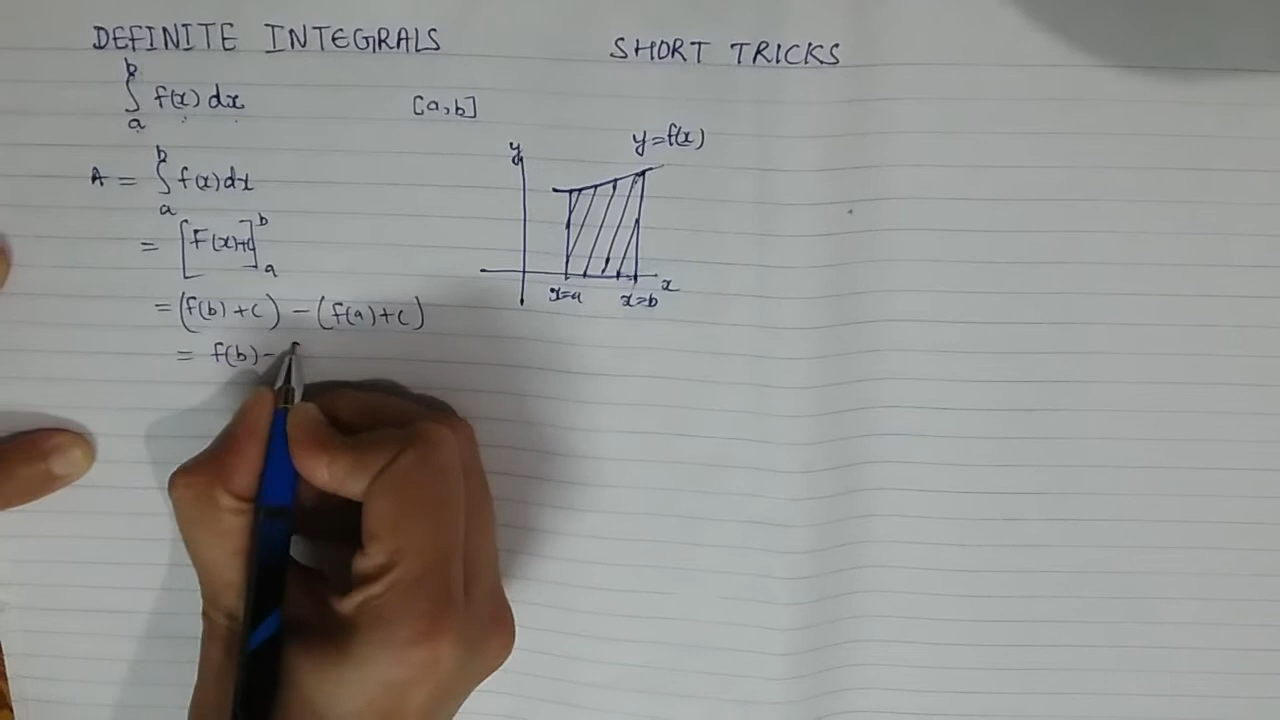 DEFINITE INTEGRALS
SHORT TRICKS
∫ₐᵇ f(x) dx
[a,b]
A = ∫ₐᵇ f(x) dx
= [F(x)+c]ₐᵇ
= (f(b) + c) - (f(a) + c)
= f(b) -
y
y=f(x)
x
x=a
x=b